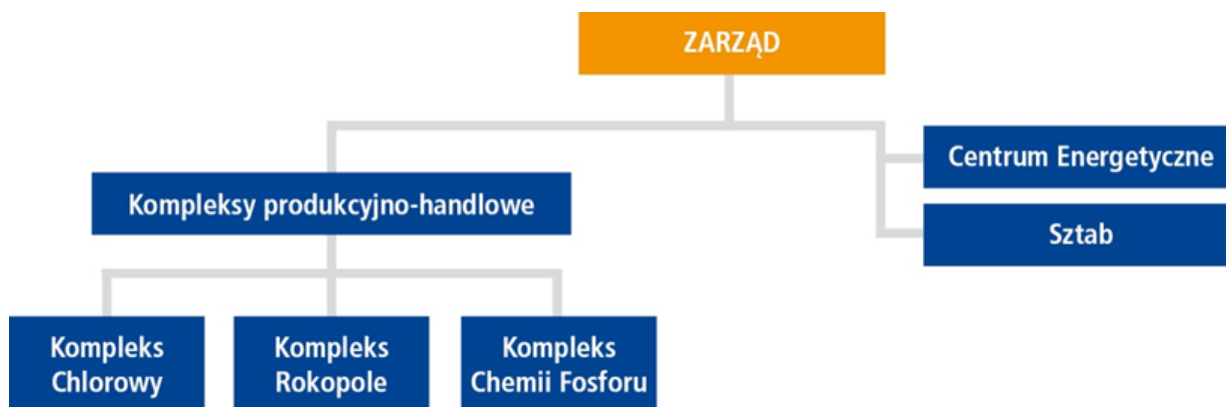 ZARZĄD
Centrum Energetyczne
Kompleksy produkcyjno-handlowe
Sztab
Kompleks
Chlorowy
Kompleks
Rokopole
Kompleks
Chemii Fosforu